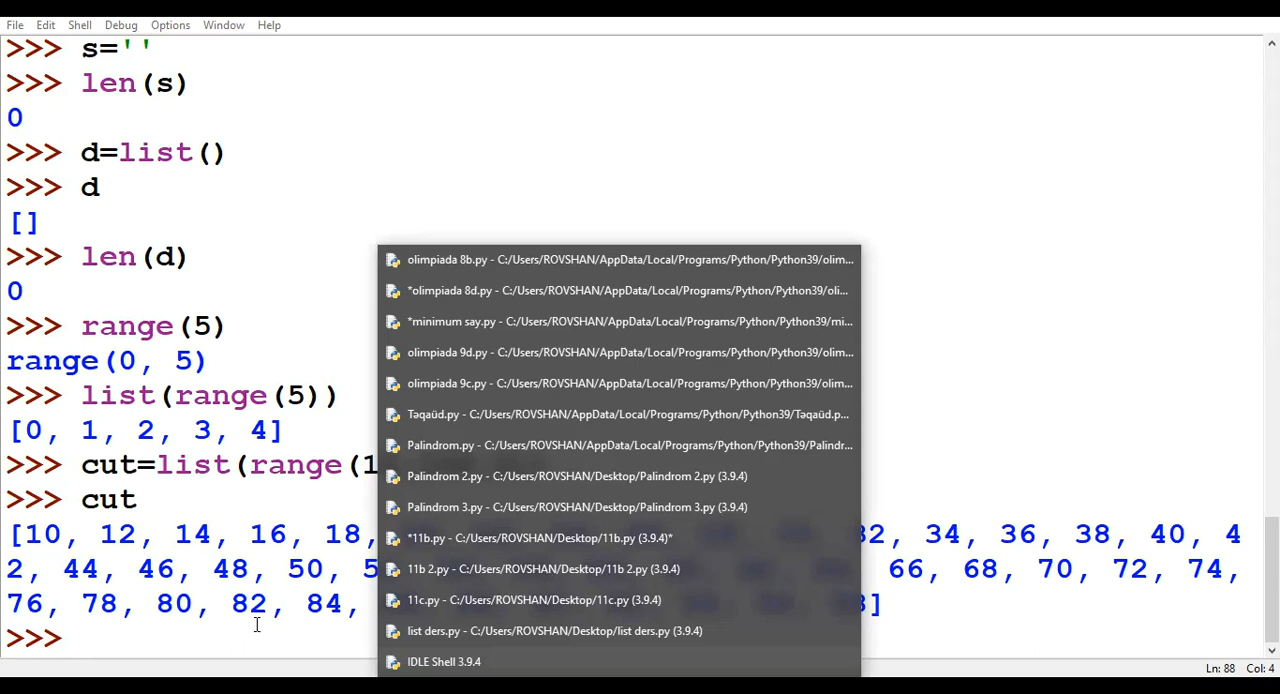 File Edit Shell Debug Options Window Help
>>> s=''
>>> len(s)
0
>>> d=list()
>>> d
[]
>>> len(d)
0
>>> range(5)
range(0, 5)
>>> list(range(5))
[0, 1, 2, 3, 4]
>>> cut=list(range(1
>>> cut
[10, 12, 14, 16, 18, 32, 34, 36, 38, 40, 4
2, 44, 46, 48, 50, 5 66, 68, 70, 72, 74,
76, 78, 80, 82, 84, ]
>>>
olimpiada 8b.py - C:/Users/ROVSHAN/AppData/Local/Programs/Python/Python39/olim...
*olimpiada 8d.py - C:/Users/ROVSHAN/AppData/Local/Programs/Python/Python39/oli...
*minimum say.py - C:/Users/ROVSHAN/AppData/Local/Programs/Python/Python39/mi...
olimpiada 9d.py - C:/Users/ROVSHAN/AppData/Local/Programs/Python/Python39/olim...
olimpiada 9c.py - C:/Users/ROVSHAN/AppData/Local/Programs/Python/Python39/olim...
Təqaüd.py - C:/Users/ROVSHAN/AppData/Local/Programs/Python/Python39/Təqaüd.p...
Palindrom.py - C:/Users/ROVSHAN/AppData/Local/Programs/Python/Python39/Palindr...
Palindrom 2.py - C:/Users/ROVSHAN/Desktop/Palindrom 2.py (3.9.4)
Palindrom 3.py - C:/Users/ROVSHAN/Desktop/Palindrom 3.py (3.9.4)
*11b.py - C:/Users/ROVSHAN/Desktop/11b.py (3.9.4)*
11b 2.py - C:/Users/ROVSHAN/Desktop/11b 2.py (3.9.4)
11c.py - C:/Users/ROVSHAN/Desktop/11c.py (3.9.4)
list ders.py - C:/Users/ROVSHAN/Desktop/list ders.py (3.9.4)
IDLE Shell 3.9.4
Ln: 88 Col: 4